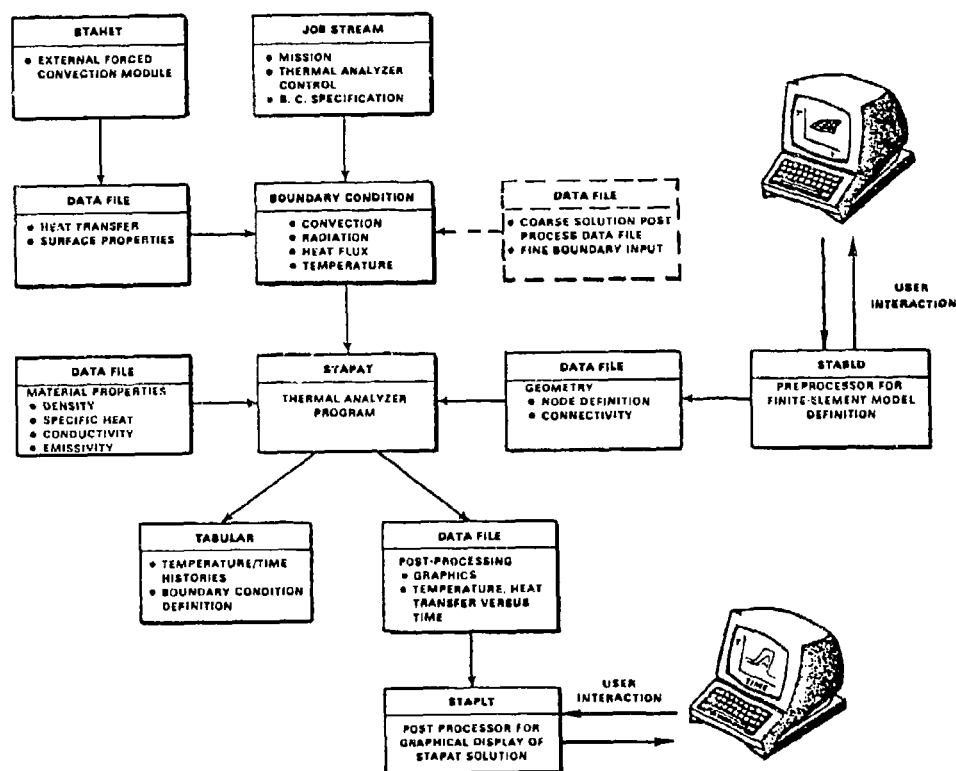 STAHET
• EXTERNAL FORCED
CONVECTION MODULE
JOB STREAM
• MISSION
• THERMAL ANALYZER
CONTROL
• B. C. SPECIFICATION
DATA FILE
• HEAT TRANSFER
• SURFACE PROPERTIES
BOUNDARY CONDITION
• CONVECTION
• RADIATION
• HEAT FLUX
• TEMPERATURE
DATA FILE
• COARSE SOLUTION POST
PROCESS DATA FILE
• FINE BOUNDARY INPUT
T
USER
INTERACTION
DATA FILE
MATERIAL PROPERTIES
• DENSITY
• SPECIFIC HEAT
• CONDUCTIVITY
• EMISSIVITY
STAPAT
THERMAL ANALYZER
PROGRAM
DATA FILE
GEOMETRY
• NODE DEFINITION
• CONNECTIVITY
STABLD
PREPROCESSOR FOR
FINITE-ELEMENT MODEL
DEFINITION
TABULAR
• TEMPERATURE/TIME
HISTORIES
• BOUNDARY CONDITION
DEFINITION
DATA FILE
POST-PROCESSING
• GRAPHICS
• TEMPERATURE, HEAT
TRANSFER VERSUS
TIME
T
TIME
USER
INTERACTION
STAPLT
POST PROCESSOR FOR
GRAPHICAL DISPLAY OF
STAPAT SOLUTION